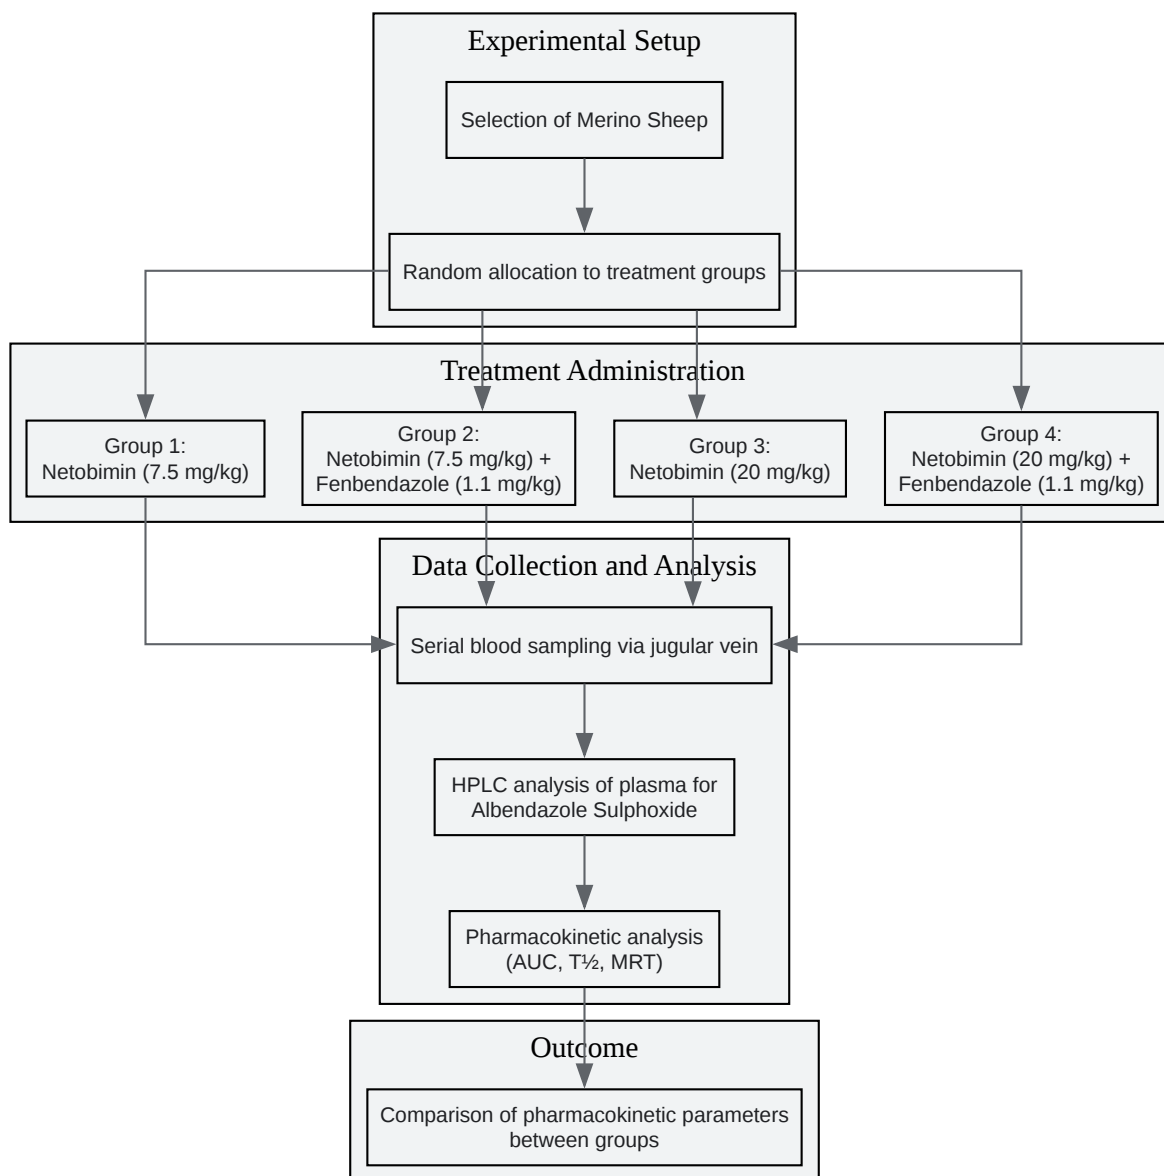 Experimental Setup
Selection of Merino Sheep
Random allocation to treatment groups
Treatment Administration
Group 1:
Netobimin (7.5 mg/kg)
Group 2:
Netobimin (7.5 mg/kg) +
Fenbendazole (1.1 mg/kg)
Group 3:
Netobimin (20 mg/kg)
Group 4:
Netobimin (20 mg/kg) +
Fenbendazole (1.1 mg/kg)
Data Collection and Analysis
Serial blood sampling via jugular vein
HPLC analysis of plasma for
Albendazole Sulphoxide
Pharmacokinetic analysis
(AUC, T½, MRT)
Outcome
Comparison of pharmacokinetic parameters
between groups